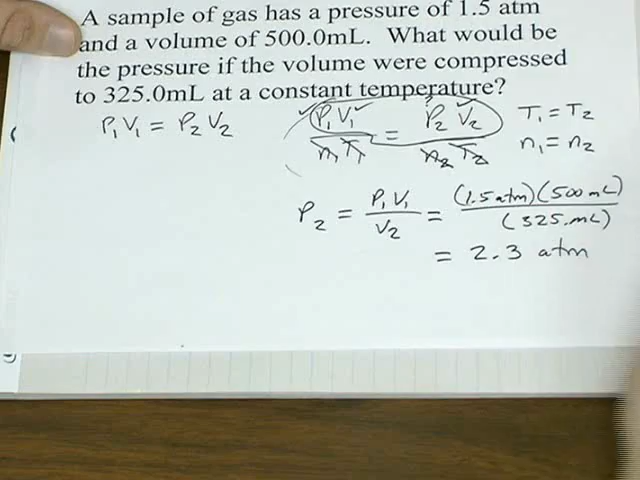 A sample of gas has a pressure of 1.5 atm
and a volume of 500.0mL. What would be
the pressure if the volume were compressed
to 325.0mL at a constant temperature?
P₁V₁ = P₂V₂
✓P₁V₁✓ / n₁T₁ = P₂?V₂✓ / n₂T₂
T₁ = T₂
n₁ = n₂
P₂ = P₁V₁ / V₂ = (1.5 atm)(500 mL) / (325. mL)
= 2.3 atm